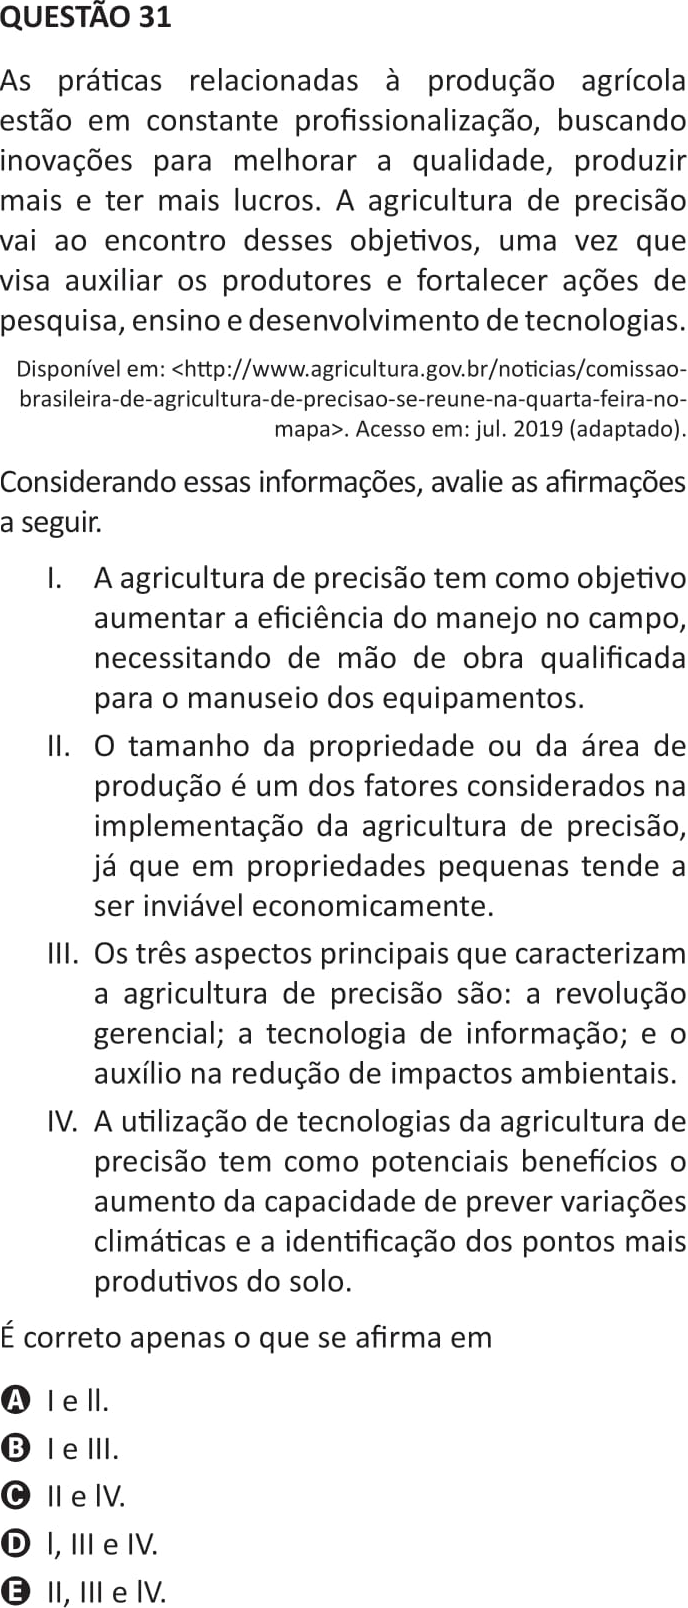 QUESTÃO 31
As práticas relacionadas à produção agrícola
estão em constante profissionalização, buscando
inovações para melhorar a qualidade, produzir
mais e ter mais lucros. A agricultura de precisão
vai ao encontro desses objetivos, uma vez que
visa auxiliar os produtores e fortalecer ações de
pesquisa, ensino e desenvolvimento de tecnologias.
Disponível em: <http://www.agricultura.gov.br/noticias/comissao-
brasileira-de-agricultura-de-precisao-se-reune-na-quarta-feira-no-
mapa>. Acesso em: jul. 2019 (adaptado).
Considerando essas informações, avalie as afirmações
a seguir.
I. A agricultura de precisão tem como objetivo
aumentar a eficiência do manejo no campo,
necessitando de mão de obra qualificada
para o manuseio dos equipamentos.
II. O tamanho da propriedade ou da área de
produção é um dos fatores considerados na
implementação da agricultura de precisão,
já que em propriedades pequenas tende a
ser inviável economicamente.
III. Os três aspectos principais que caracterizam
a agricultura de precisão são: a revolução
gerencial; a tecnologia de informação; e o
auxílio na redução de impactos ambientais.
IV. A utilização de tecnologias da agricultura de
precisão tem como potenciais benefícios o
aumento da capacidade de prever variações
climáticas e a identificação dos pontos mais
produtivos do solo.
É correto apenas o que se afirma em
A I e II.
B I e III.
C II e IV.
D I, III e IV.
E II, III e IV.